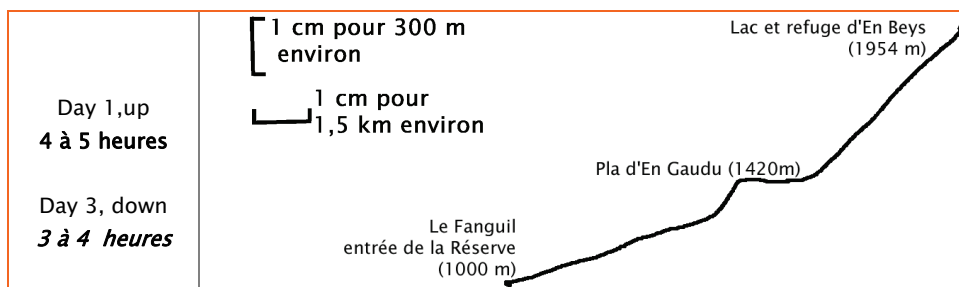 Day 1,up
4 à 5 heures
Day 3, down
3 à 4 heures
1 cm pour 300 m
environ
1 cm pour
1,5 km environ
Lac et refuge d'En Beys
(1954 m)
Pla d'En Gaudu (1420m)
Le Fanguil
entrée de la Réserve
(1000 m)